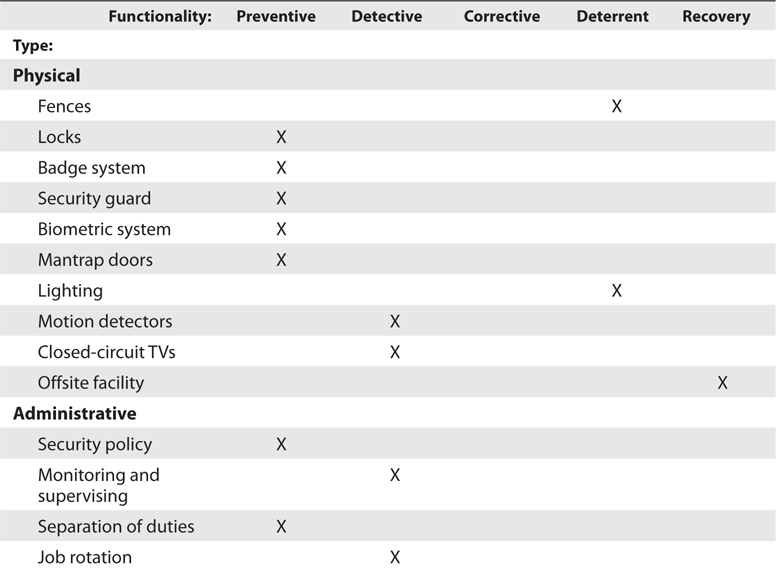 Functionality: Preventive Detective Corrective Deterrent Recovery
Type:
Physical
Fences X
Locks X
Badge system X
Security guard X
Biometric system X
Mantrap doors X
Lighting X
Motion detectors X
Closed-circuit TVs X
Offsite facility X
Administrative
Security policy X
Monitoring and X
supervising
Separation of duties X
Job rotation X